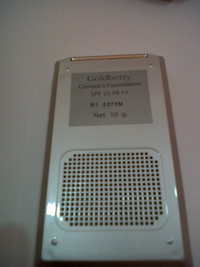 Goldberry
Compact Foundation
SPF 25 PA++
Net. 10 g.